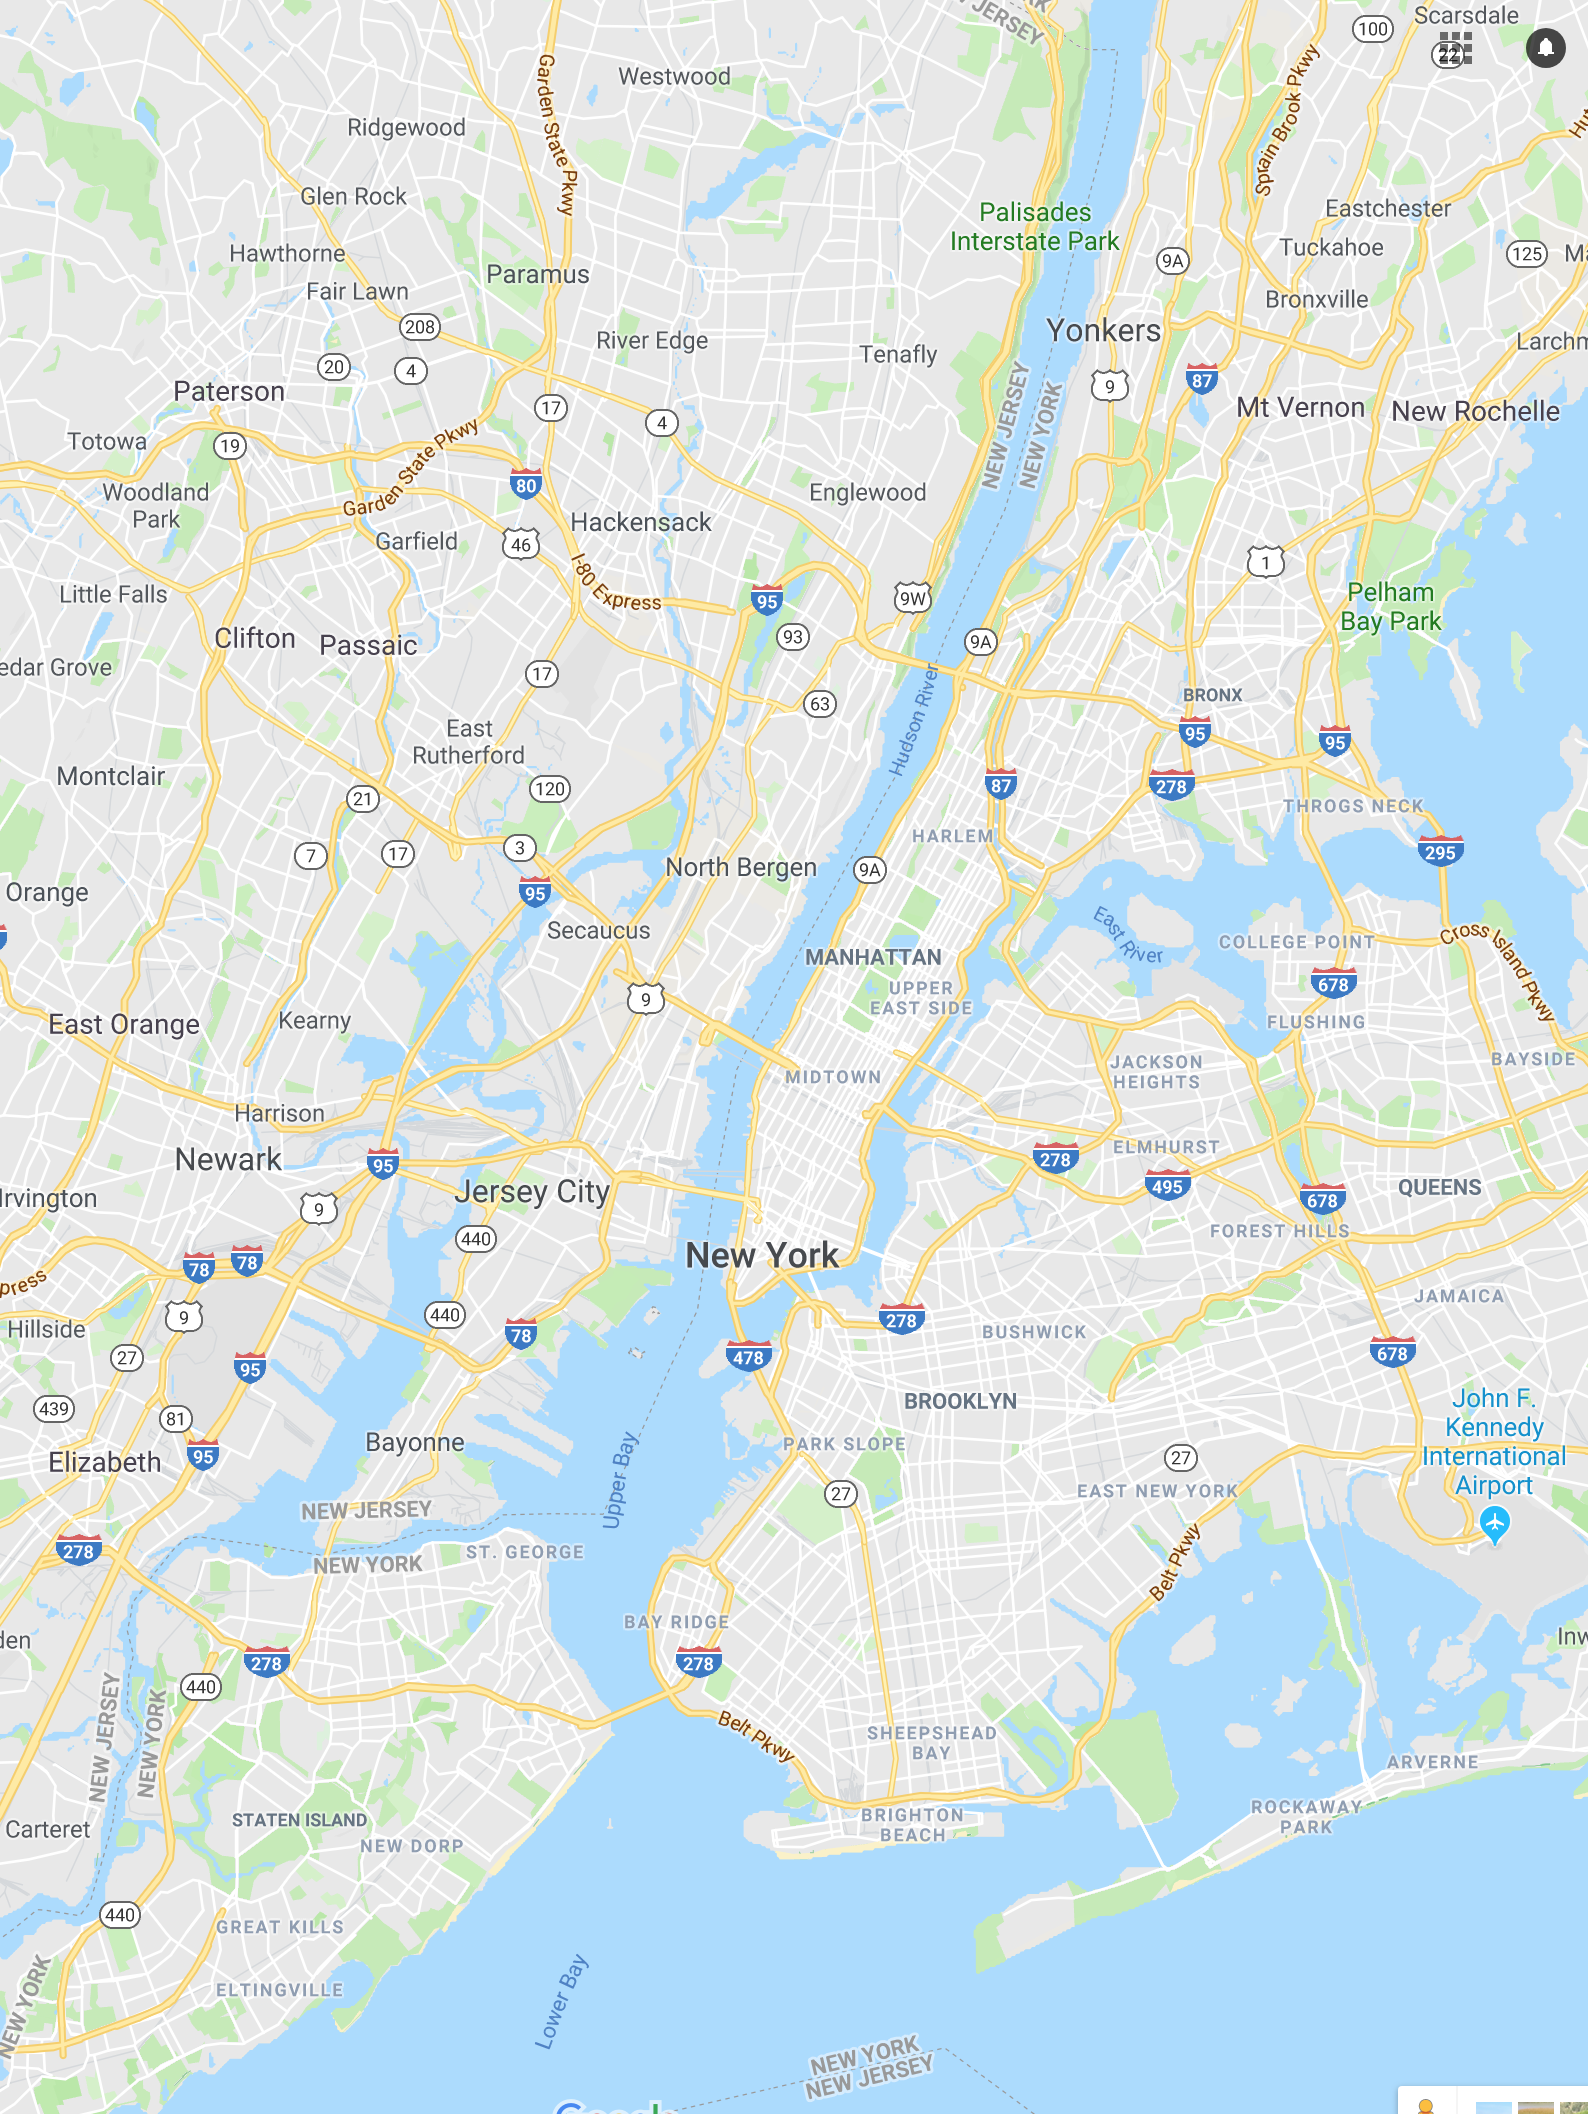 Scarsdale
100
22
Westwood
Garden State Pkwy
Ridgewood
Sprain Brook Pkwy
JERSEY
Glen Rock
Palisades
Interstate Park
Eastchester
Hawthorne
Tuckahoe
125
9A
Paramus
Fair Lawn
Bronxville
208
Yonkers
River Edge
Tenafly
20
4
9
87
Paterson
17
4
Mt Vernon
New Rochelle
NEW JERSEY
NEW YORK
Totowa
19
Garden State Pkwy
80
Woodland
Park
Englewood
Hackensack
Garfield
46
1
I-80 Express
Little Falls
95
9W
Pelham
Bay Park
Clifton
Passaic
93
9A
17
63
Hudson River
BRONX
East
Rutherford
95
95
Montclair
120
21
87
278
THROGS NECK
7
17
3
HARLEM
295
North Bergen
9A
Orange
95
Secaucus
East River
MANHATTAN
COLLEGE POINT
Cross Island Pkwy
UPPER
EAST SIDE
678
9
East Orange
Kearny
FLUSHING
BAYSIDE
JACKSON
HEIGHTS
MIDTOWN
Harrison
Newark
95
278
ELMHURST
495
QUEENS
Irvington
9
Jersey City
678
440
FOREST HILLS
New York
78
78
9
440
78
278
JAMAICA
Hillside
BUSHWICK
27
95
478
678
439
81
BROOKLYN
John F.
Kennedy
International
Airport
Bayonne
PARK SLOPE
Elizabeth
95
27
Upper Bay
27
EAST NEW YORK
NEW JERSEY
NEW YORK
ST. GEORGE
278
Belt Pkwy
BAY RIDGE
278
278
440
NEW JERSEY
NEW YORK
Belt Pkwy
SHEEPSHEAD
BAY
ARVERNE
STATEN ISLAND
Carteret
NEW DORP
BRIGHTON
BEACH
ROCKAWAY
PARK
440
GREAT KILLS
ELTINGVILLE
NEW YORK
Lower Bay
NEW YORK
NEW JERSEY